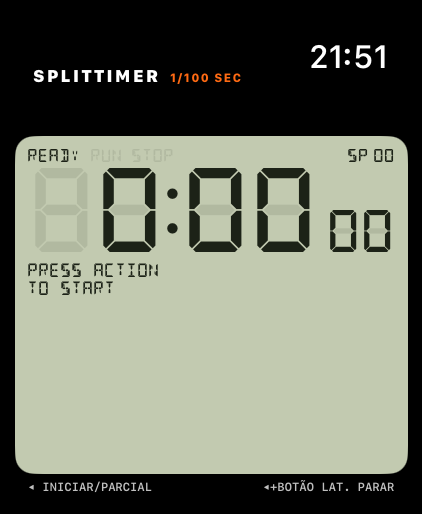 21:51
SPLITTIMER 1/100 SEC
READY RUN STOP SP 00
0:00 00
PRESS ACTION
TO START
◂ INICIAR/PARCIAL ◂+BOTÃO LAT. PARAR